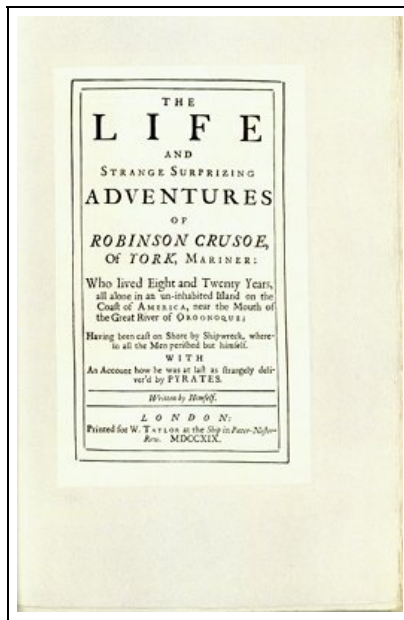 THE
LIFE
AND
STRANGE SURPRIZING
ADVENTURES
OF
ROBINSON CRUSOE,
Of YORK, MARINER:
Who lived Eight and Twenty Years,
all alone in an un-inhabited Island on the
Coast of AMERICA, near the Mouth of
the Great River of OROONOQUE;
Having been cast on Shore by Shipwreck, where-
in all the Men perished but himself.
WITH
An Account how he was at last as strangely deli-
ver'd by PYRATES.
Written by Himself.
LONDON:
Printed for W. TAYLOR at the Ship in Pater-Noster-
Row. MDCCXIX.